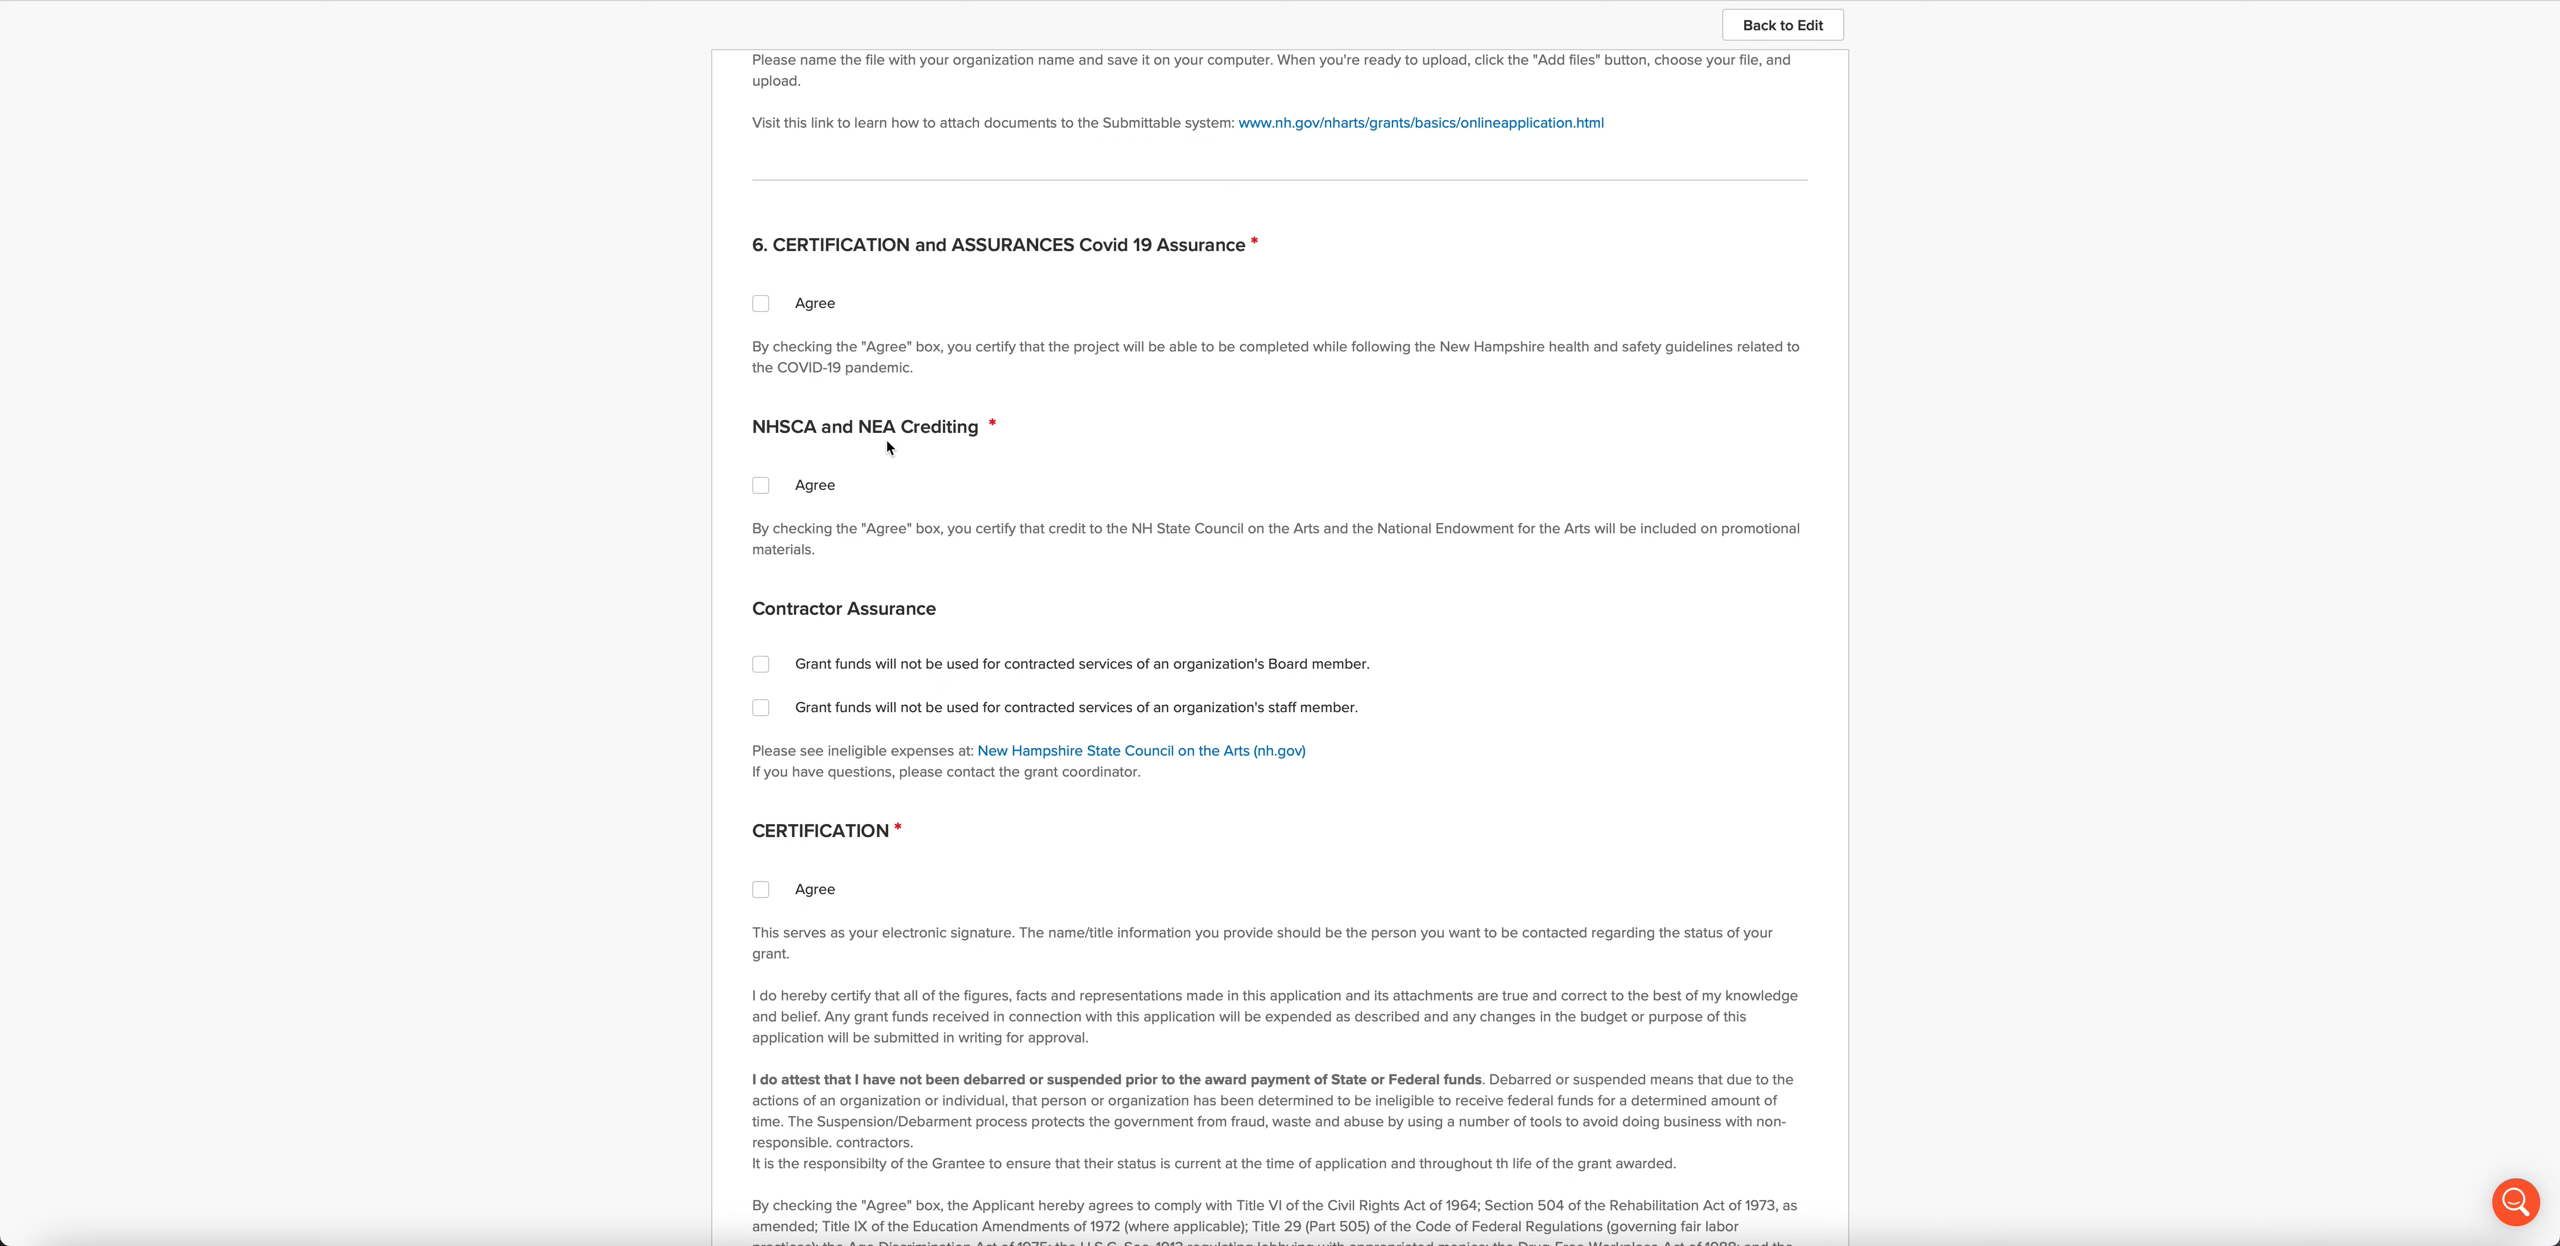 Back to Edit
Please name the file with your organization name and save it on your computer. When you're ready to upload, click the "Add files" button, choose your file, and
upload.
Visit this link to learn how to attach documents to the Submittable system: www.nh.gov/nharts/grants/basics/onlineapplication.html
6. CERTIFICATION and ASSURANCES Covid 19 Assurance *
Agree
By checking the "Agree" box, you certify that the project will be able to be completed while following the New Hampshire health and safety guidelines related to
the COVID-19 pandemic.
NHSCA and NEA Crediting *
Agree
By checking the "Agree" box, you certify that credit to the NH State Council on the Arts and the National Endowment for the Arts will be included on promotional
materials.
Contractor Assurance
Grant funds will not be used for contracted services of an organization's Board member.
Grant funds will not be used for contracted services of an organization's staff member.
Please see ineligible expenses at: New Hampshire State Council on the Arts (nh.gov)
If you have questions, please contact the grant coordinator.
CERTIFICATION *
Agree
This serves as your electronic signature. The name/title information you provide should be the person you want to be contacted regarding the status of your
grant.
I do hereby certify that all of the figures, facts and representations made in this application and its attachments are true and correct to the best of my knowledge
and belief. Any grant funds received in connection with this application will be expended as described and any changes in the budget or purpose of this
application will be submitted in writing for approval.
I do attest that I have not been debarred or suspended prior to the award payment of State or Federal funds. Debarred or suspended means that due to the
actions of an organization or individual, that person or organization has been determined to be ineligible to receive federal funds for a determined amount of
time. The Suspension/Debarment process protects the government from fraud, waste and abuse by using a number of tools to avoid doing business with non-
responsible. contractors.
It is the responsibilty of the Grantee to ensure that their status is current at the time of application and throughout th life of the grant awarded.
By checking the "Agree" box, the Applicant hereby agrees to comply with Title VI of the Civil Rights Act of 1964; Section 504 of the Rehabilitation Act of 1973, as
amended; Title IX of the Education Amendments of 1972 (where applicable); Title 29 (Part 505) of the Code of Federal Regulations (governing fair labor